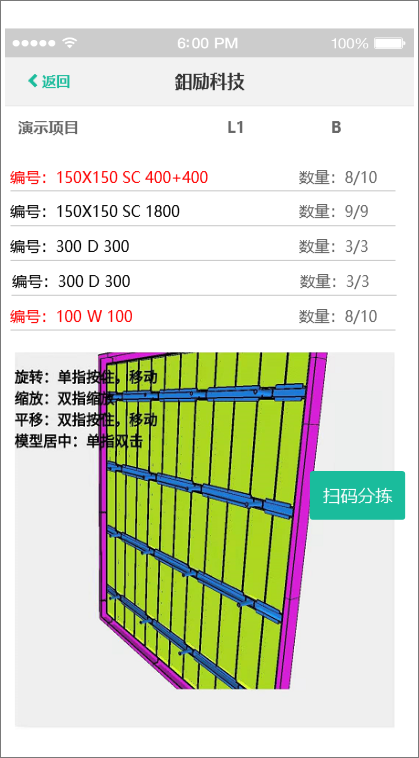 6:00 PM 100%
返回 鈤励科技
演示项目 L1 B
编号：150X150 SC 400+400 数量：8/10
编号：150X150 SC 1800 数量：9/9
编号：300 D 300 数量：3/3
编号：300 D 300 数量：3/3
编号：100 W 100 数量：8/10
旋转：单指按住，移动
缩放：双指缩放
平移：双指按住，移动
模型居中：单指双击
扫码分拣